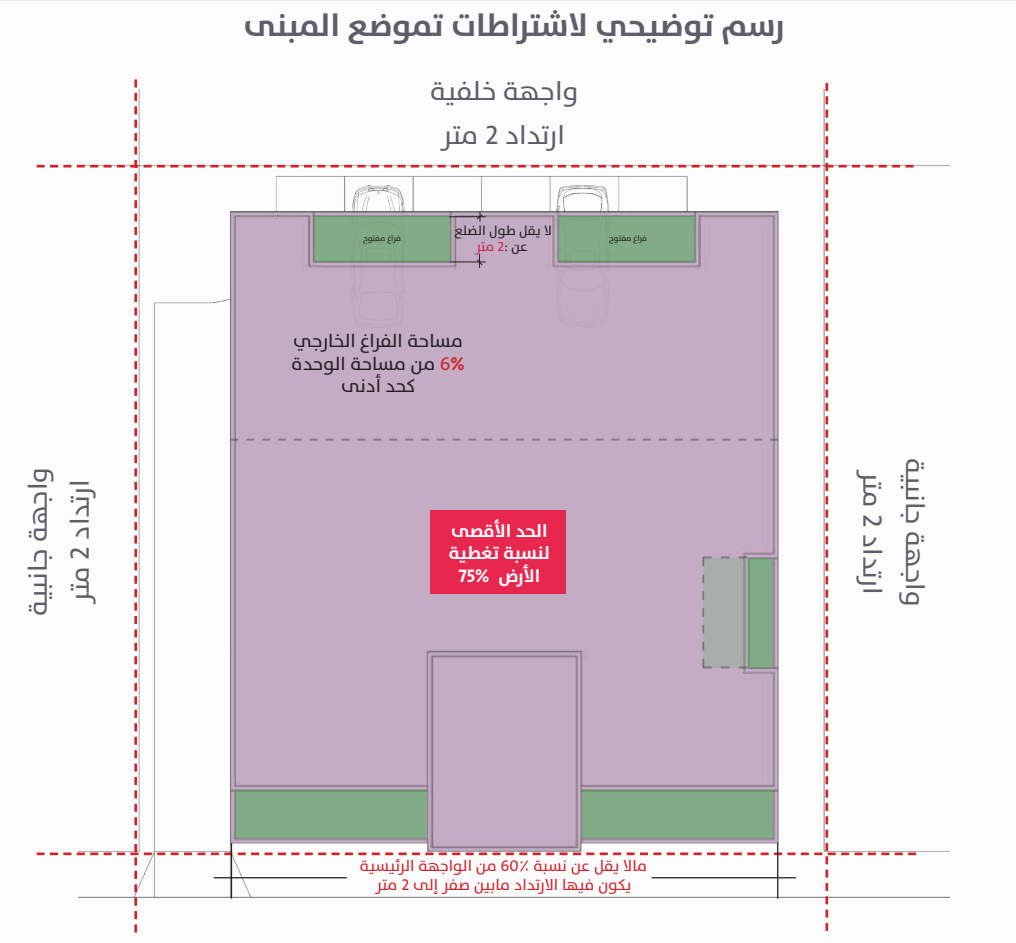 رسم توضيحي لاشتراطات تموضع المبنى
واجهة خلفية
ارتداد 2 متر
فراغ مفتوح
لا يقل طول الضلع
عن :2 متر
فراغ مفتوح
مساحة الفراغ الخارجي
6% من مساحة الوحدة
كحد أدنى
واجهة جانبية
ارتداد 2 متر
واجهة جانبية
ارتداد 2 متر
الحد الأقصى
لنسبة تغطية
الأرض 75%
مالا يقل عن نسبة 60٪ من الواجهة الرئيسية
يكون فيها الارتداد مابين صفر إلى 2 متر